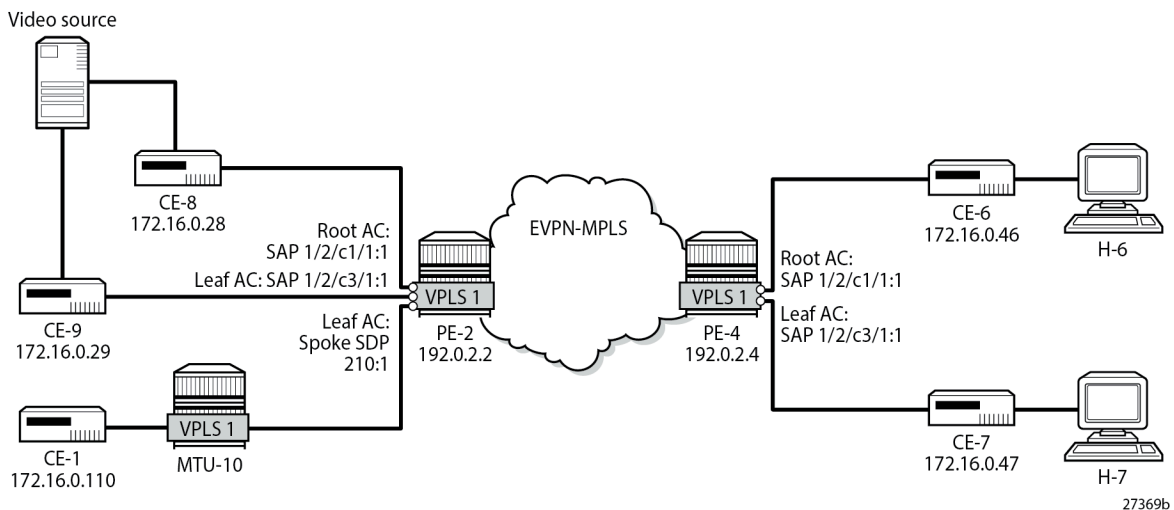 Video source
CE-8
172.16.0.28
Root AC:
SAP 1/2/c1/1:1
Leaf AC: SAP 1/2/c3/1:1
CE-9
172.16.0.29
Leaf AC:
Spoke SDP
210:1
VPLS 1
PE-2
192.0.2.2
CE-1
172.16.0.110
VPLS 1
MTU-10
EVPN-MPLS
VPLS 1
PE-4
192.0.2.4
Root AC:
SAP 1/2/c1/1:1
Leaf AC:
SAP 1/2/c3/1:1
CE-6
172.16.0.46
H-6
CE-7
172.16.0.47
H-7
27369b